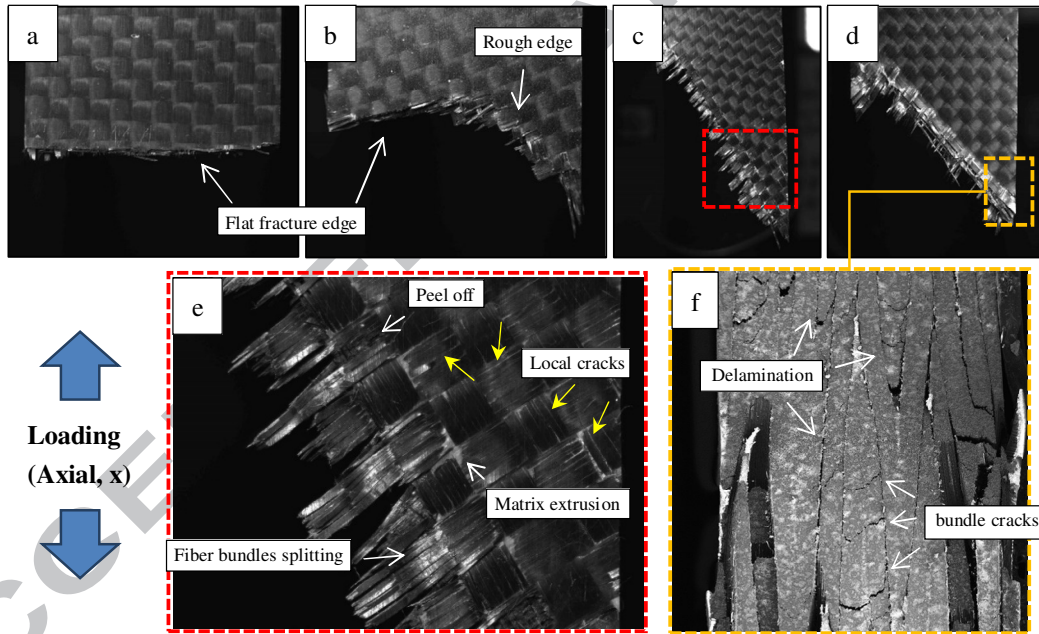 a
b
Rough edge
c
d
Flat fracture edge
e
Peel off
Local cracks
Matrix extrusion
Fiber bundles splitting
f
Delamination
bundle cracks
Loading
(Axial, x)